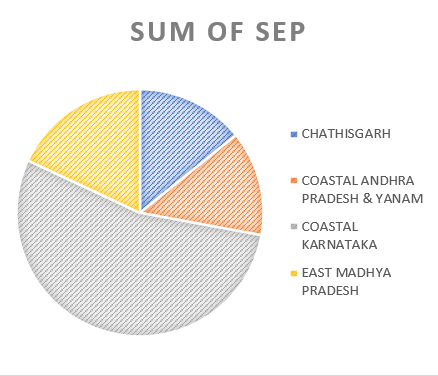 SUM OF SEP
CHATHISGARH
COASTAL ANDHRA
PRADESH & YANAM
COASTAL
KARNATAKA
EAST MADHYA
PRADESH